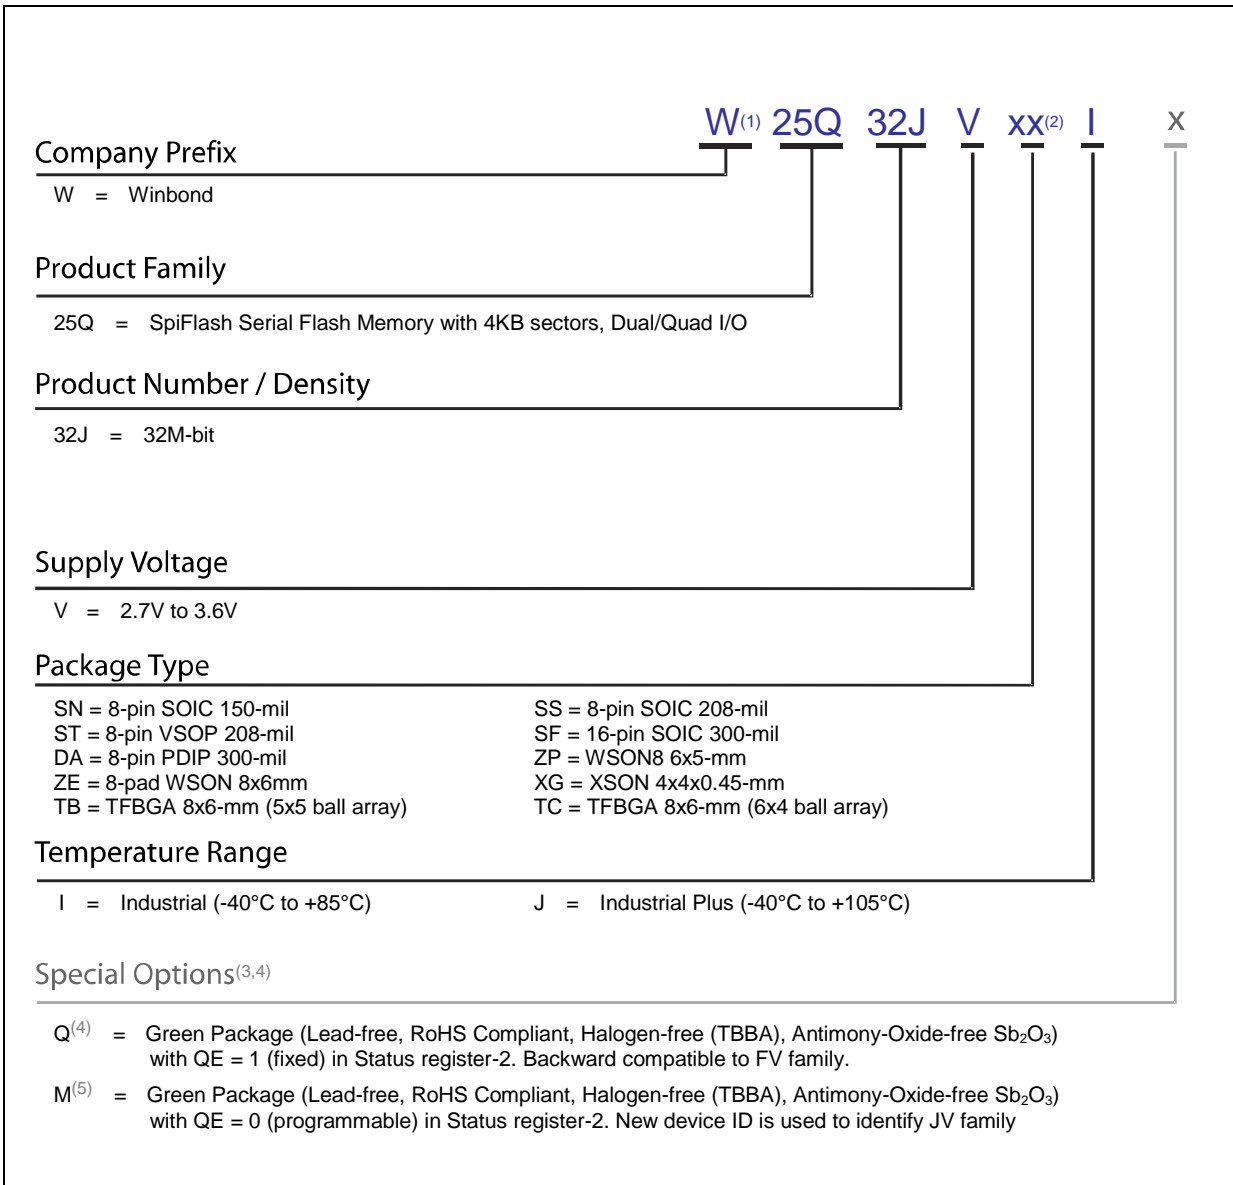 W(1) 25Q 32J V xx(2) I x
Company Prefix
W = Winbond
Product Family
25Q = SpiFlash Serial Flash Memory with 4KB sectors, Dual/Quad I/O
Product Number / Density
32J = 32M-bit
Supply Voltage
V = 2.7V to 3.6V
Package Type
SN = 8-pin SOIC 150-mil SS = 8-pin SOIC 208-mil
ST = 8-pin VSOP 208-mil SF = 16-pin SOIC 300-mil
DA = 8-pin PDIP 300-mil ZP = WSON8 6x5-mm
ZE = 8-pad WSON 8x6mm XG = XSON 4x4x0.45-mm
TB = TFBGA 8x6-mm (5x5 ball array) TC = TFBGA 8x6-mm (6x4 ball array)
Temperature Range
I = Industrial (-40°C to +85°C) J = Industrial Plus (-40°C to +105°C)
Special Options(3,4)
Q(4) = Green Package (Lead-free, RoHS Compliant, Halogen-free (TBBA), Antimony-Oxide-free Sb₂O₃)
with QE = 1 (fixed) in Status register-2. Backward compatible to FV family.
M(5) = Green Package (Lead-free, RoHS Compliant, Halogen-free (TBBA), Antimony-Oxide-free Sb₂O₃)
with QE = 0 (programmable) in Status register-2. New device ID is used to identify JV family